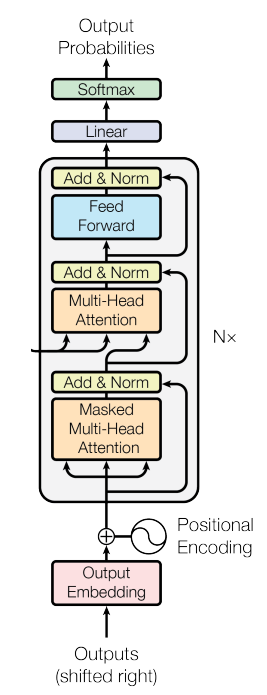 Output
Probabilities
Softmax
Linear
Add & Norm
Feed
Forward
Add & Norm
Multi-Head
Attention
N×
Add & Norm
Masked
Multi-Head
Attention
Positional
Encoding
Output
Embedding
Outputs
(shifted right)